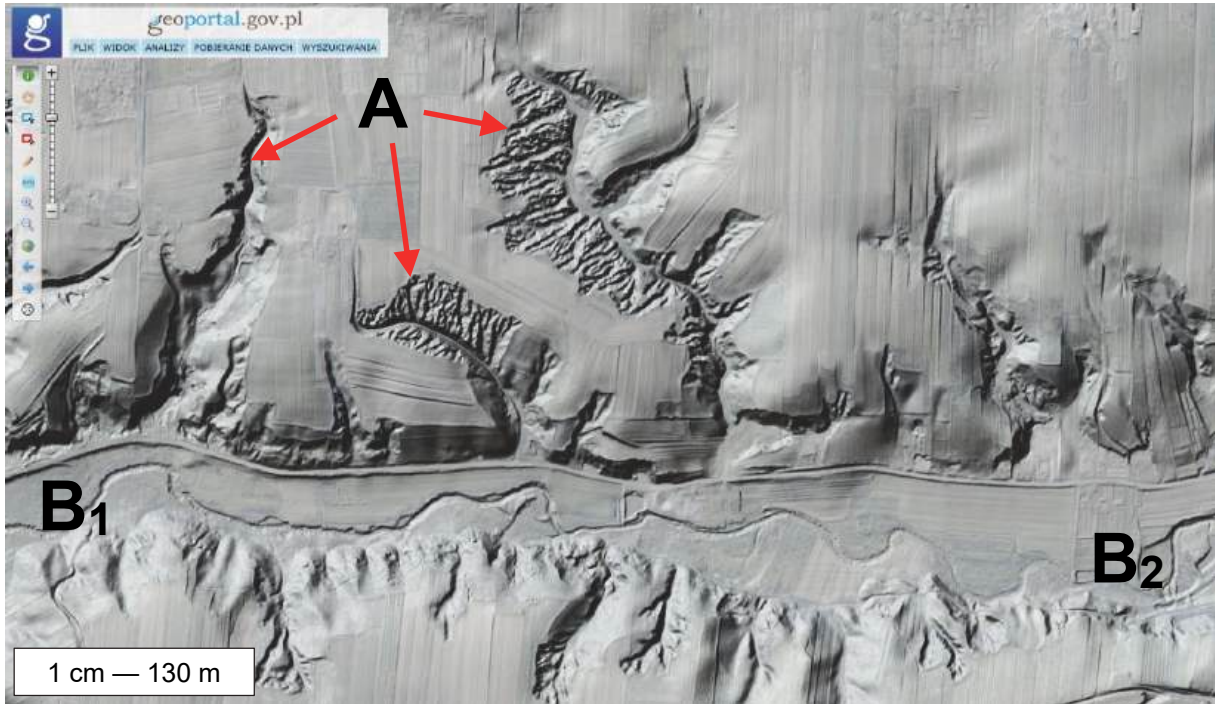 geoportal.gov.pl
PLIK WIDOK ANALIZY POBIERANIE DANYCH WYSZUKIWANIA
A
B1
B2
1 cm — 130 m